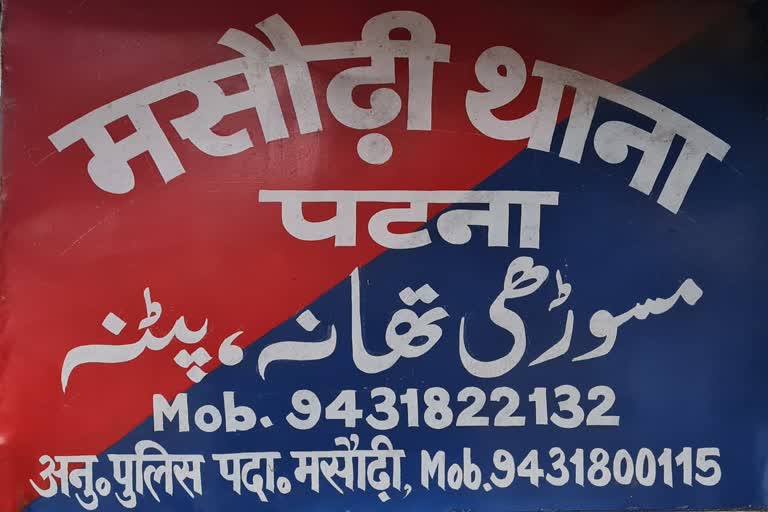 मसौढ़ी थाना
पटना
مسوڑھی تھانہ، پٹنہ
Mob. 9431822132
अनु॰ पुलिस पदा॰ मसौढ़ी, Mob. 9431800115